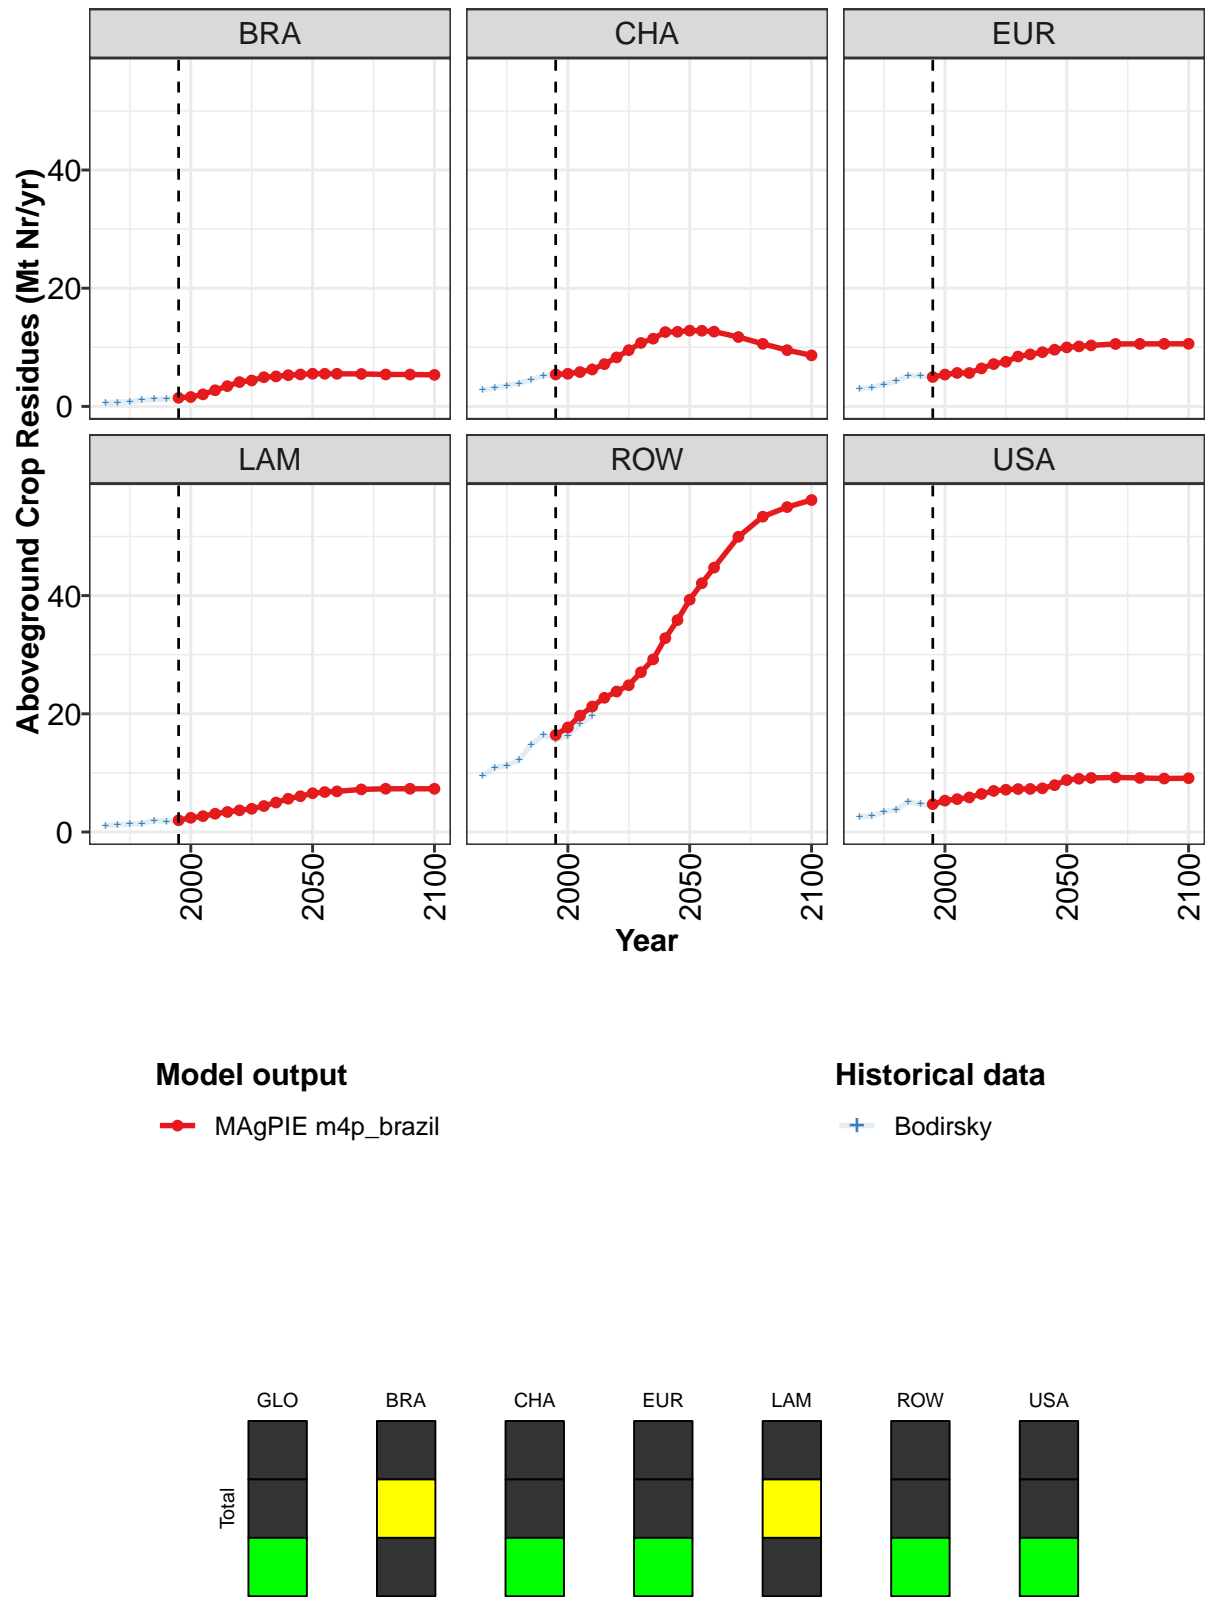 BRA CHA EUR
40
20
0
LAM ROW USA
40
20
0
2000 2050 2100 2000 2050 2100 2000 2050 2100
Year
Aboveground Crop Residues (Mt Nr/yr)
Model output
MAgPIE m4p_brazil
Historical data
Bodirsky
GLO BRA CHA EUR LAM ROW USA
Total